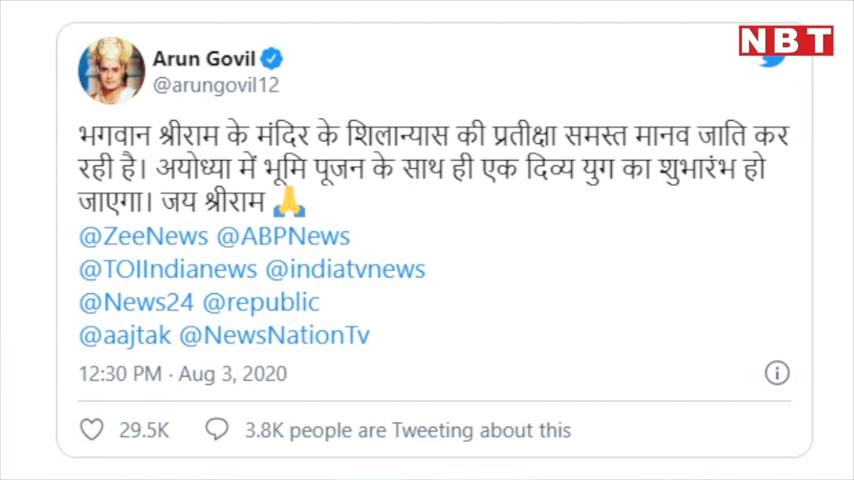 NBT
Arun Govil
@arungovil12
भगवान श्रीराम के मंदिर के शिलान्यास की प्रतीक्षा समस्त मानव जाति कर
रही है। अयोध्या में भूमि पूजन के साथ ही एक दिव्य युग का शुभारंभ हो
जाएगा। जय श्रीराम 🙏
@ZeeNews @ABPNews
@TOIIndianews @indiatvnews
@News24 @republic
@aajtak @NewsNationTv
12:30 PM · Aug 3, 2020
29.5K 3.8K people are Tweeting about this